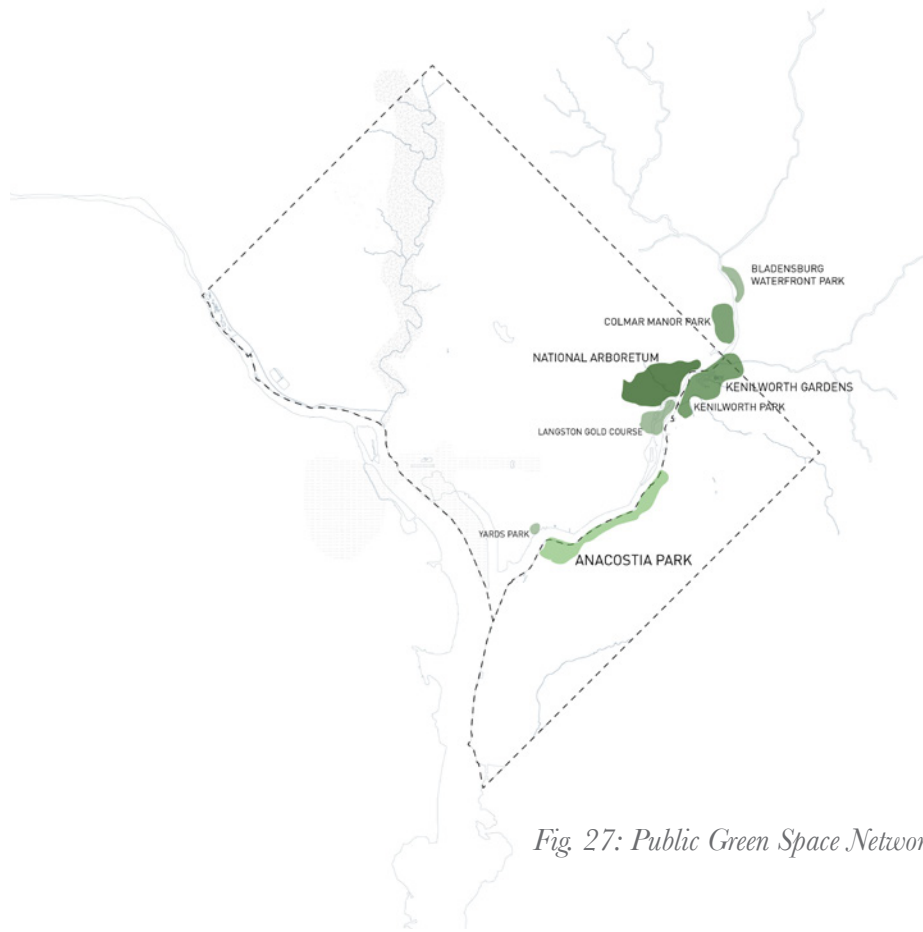 BLADENSBURG
WATERFRONT PARK
COLMAR MANOR PARK
NATIONAL ARBORETUM
KENILWORTH GARDENS
KENILWORTH PARK
LANGSTON GOLD COURSE
YARDS PARK
ANACOSTIA PARK
Fig. 27: Public Green Space Networ